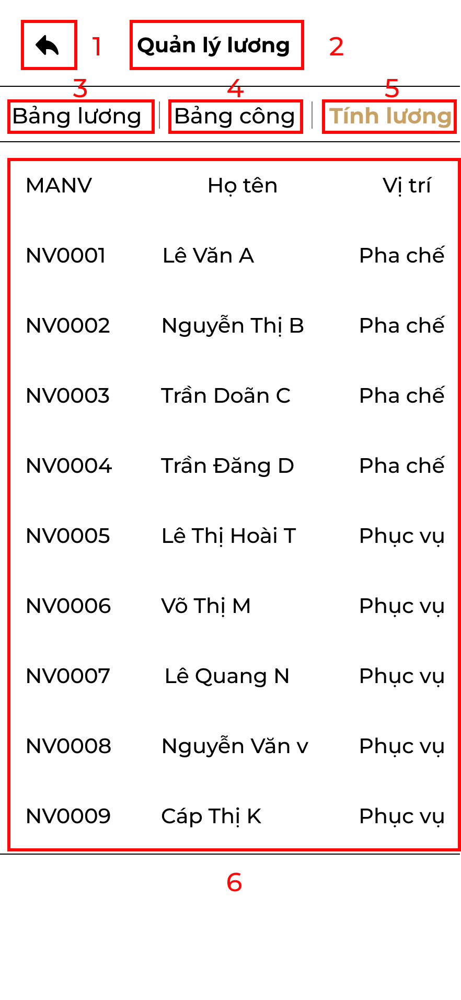 1 Quản lý lương 2
3 4 5
Bảng lương Bảng công Tính lương
MANV Họ tên Vị trí
NV0001 Lê Văn A Pha chế
NV0002 Nguyễn Thị B Pha chế
NV0003 Trần Doãn C Pha chế
NV0004 Trần Đăng D Pha chế
NV0005 Lê Thị Hoài T Phục vụ
NV0006 Võ Thị M Phục vụ
NV0007 Lê Quang N Phục vụ
NV0008 Nguyễn Văn v Phục vụ
NV0009 Cáp Thị K Phục vụ
6